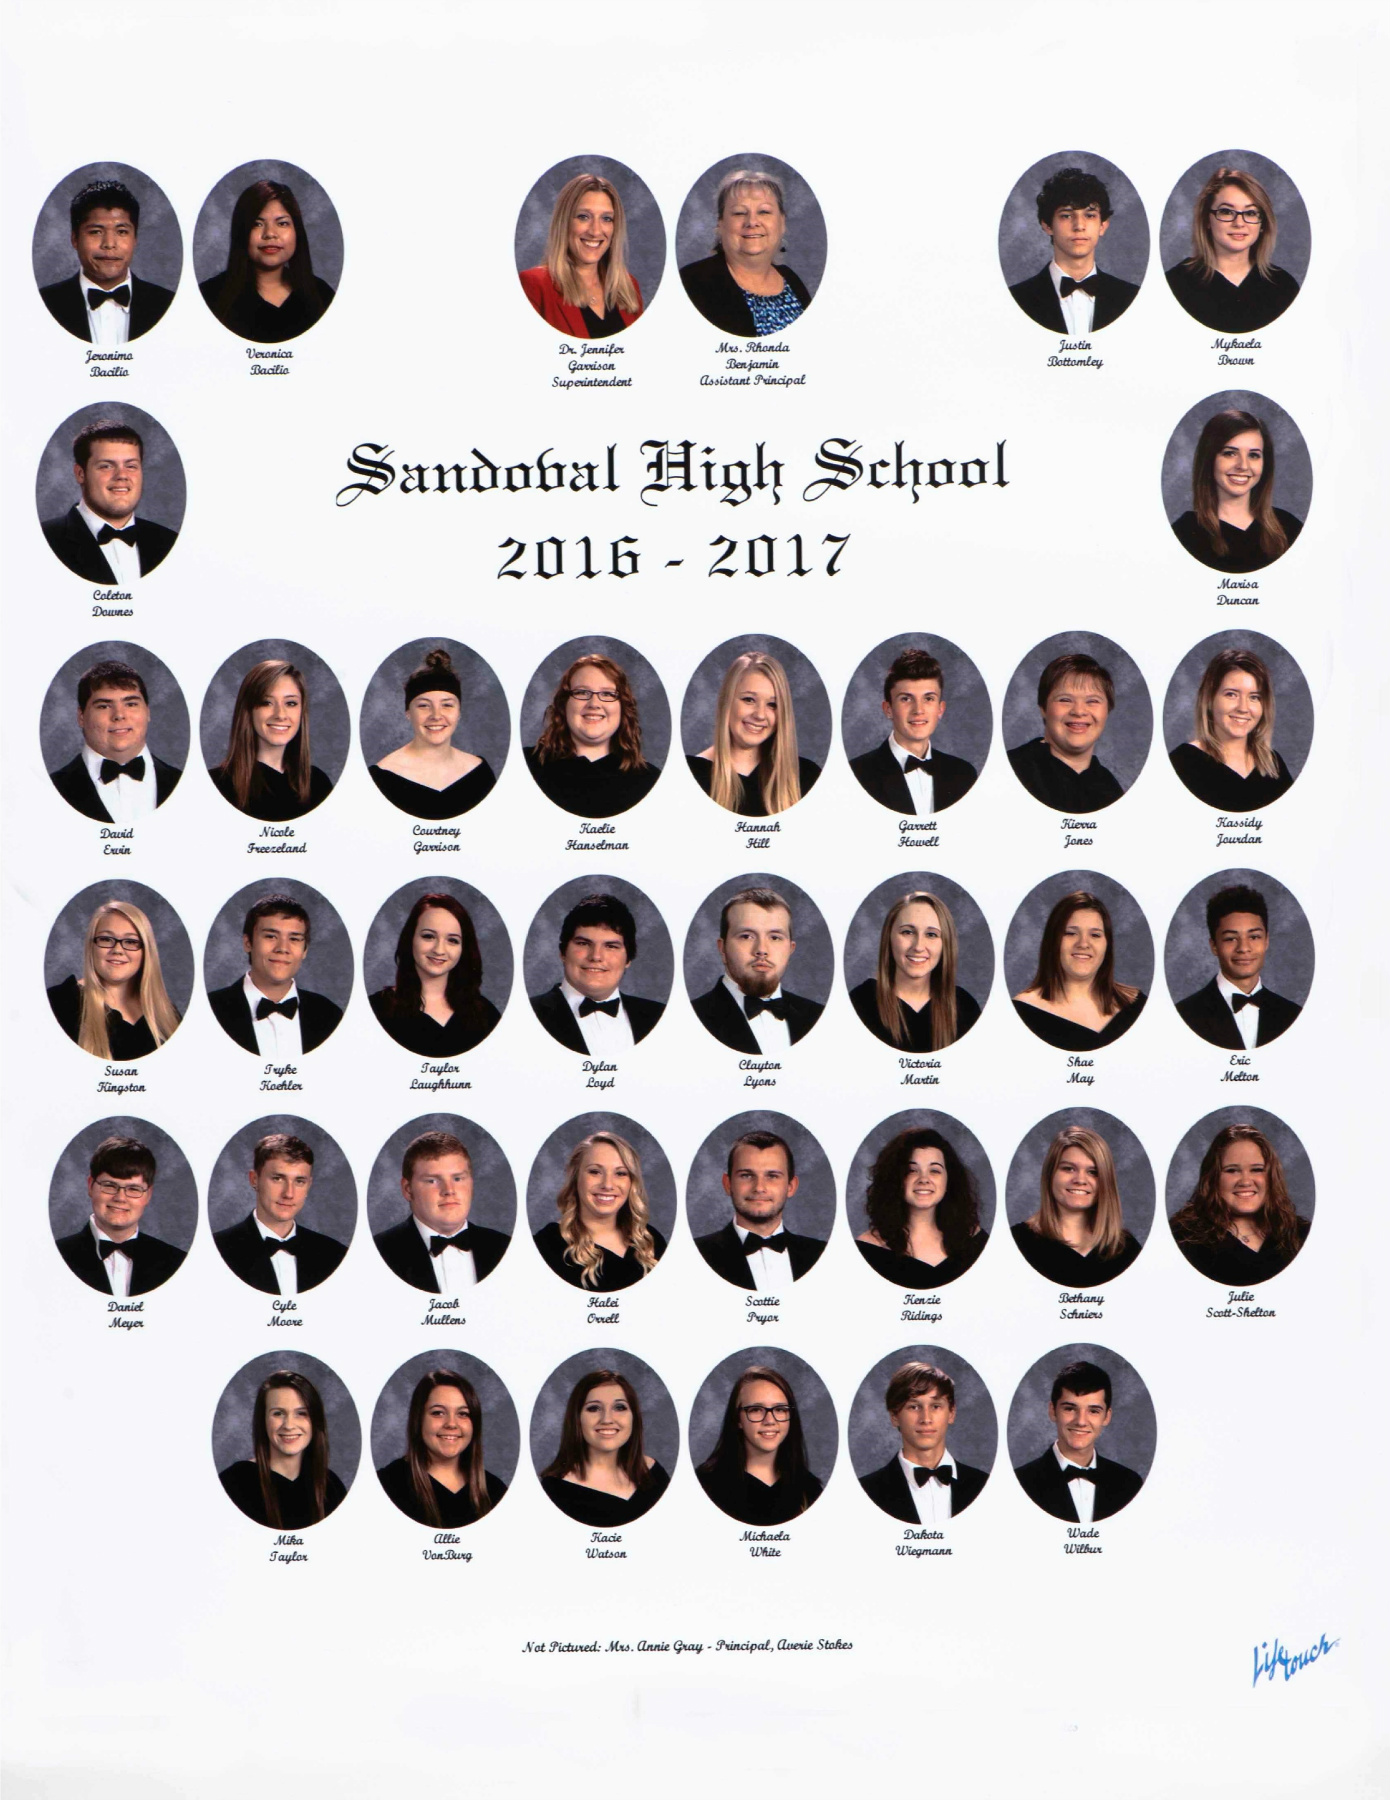 Jeronimo
Bacilio
Veronica
Bacilio
Dr. Jennifer
Garrison
Superintendent
Mrs. Rhonda
Benjamin
Assistant Principal
Justin
Bottomley
Mykaela
Brown
Coleton
Downes
Sandoval High School
2016 - 2017
Marisa
Duncan
David
Ervin
Nicole
Freezeland
Courtney
Garrison
Kaelie
Hanselman
Hannah
Hill
Garrett
Howell
Kierra
Jones
Kassidy
Jourdan
Susan
Kingston
Tryke
Koehler
Taylor
Laughhunn
Dylan
Loyd
Clayton
Lyons
Victoria
Martin
Shae
May
Eric
Melton
Daniel
Meyer
Cyle
Moore
Jacob
Mullens
Halei
Orrell
Scottie
Pryor
Kenzie
Ridings
Bethany
Schniers
Julie
Scott-Shelton
Mika
Taylor
Allie
VonBurg
Kacie
Watson
Michaela
White
Dakota
Wiegmann
Wade
Wilbur
Not Pictured: Mrs. Annie Gray - Principal, Averie Stokes
Lifetouch